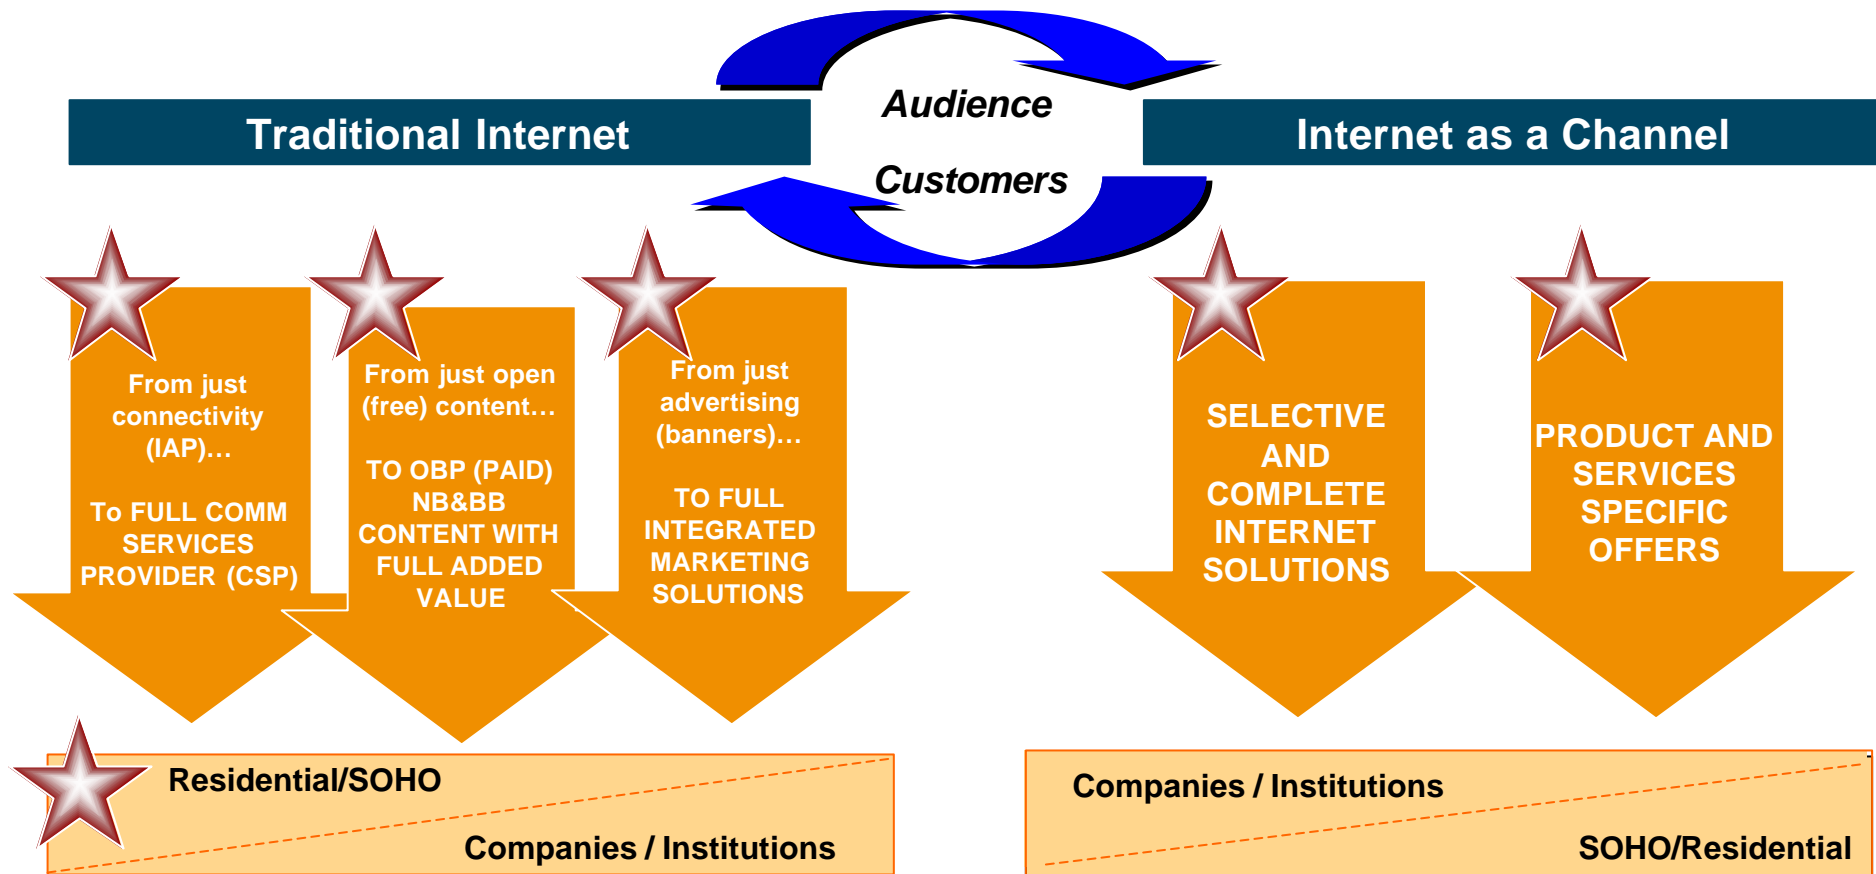 Audience
Customers
Traditional Internet
Internet as a Channel
From just
connectivity
(IAP)…
To FULL COMM
SERVICES
PROVIDER (CSP)
From just open
(free) content…
TO OBP (PAID)
NB&BB
CONTENT WITH
FULL ADDED
VALUE
From just
advertising
(banners)…
TO FULL
INTEGRATED
MARKETING
SOLUTIONS
SELECTIVE
AND
COMPLETE
INTERNET
SOLUTIONS
PRODUCT AND
SERVICES
SPECIFIC
OFFERS
Residential/SOHO
Companies / Institutions
Companies / Institutions
SOHO/Residential